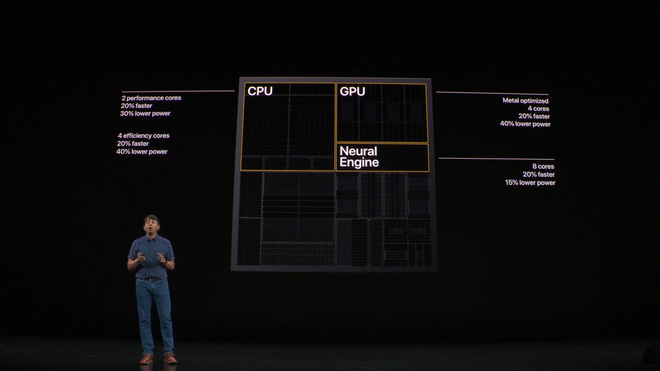 CPU
GPU
Neural
Engine
2 performance cores
20% faster
30% lower power
4 efficiency cores
20% faster
40% lower power
Metal optimized
4 cores
20% faster
40% lower power
8 cores
20% faster
15% lower power